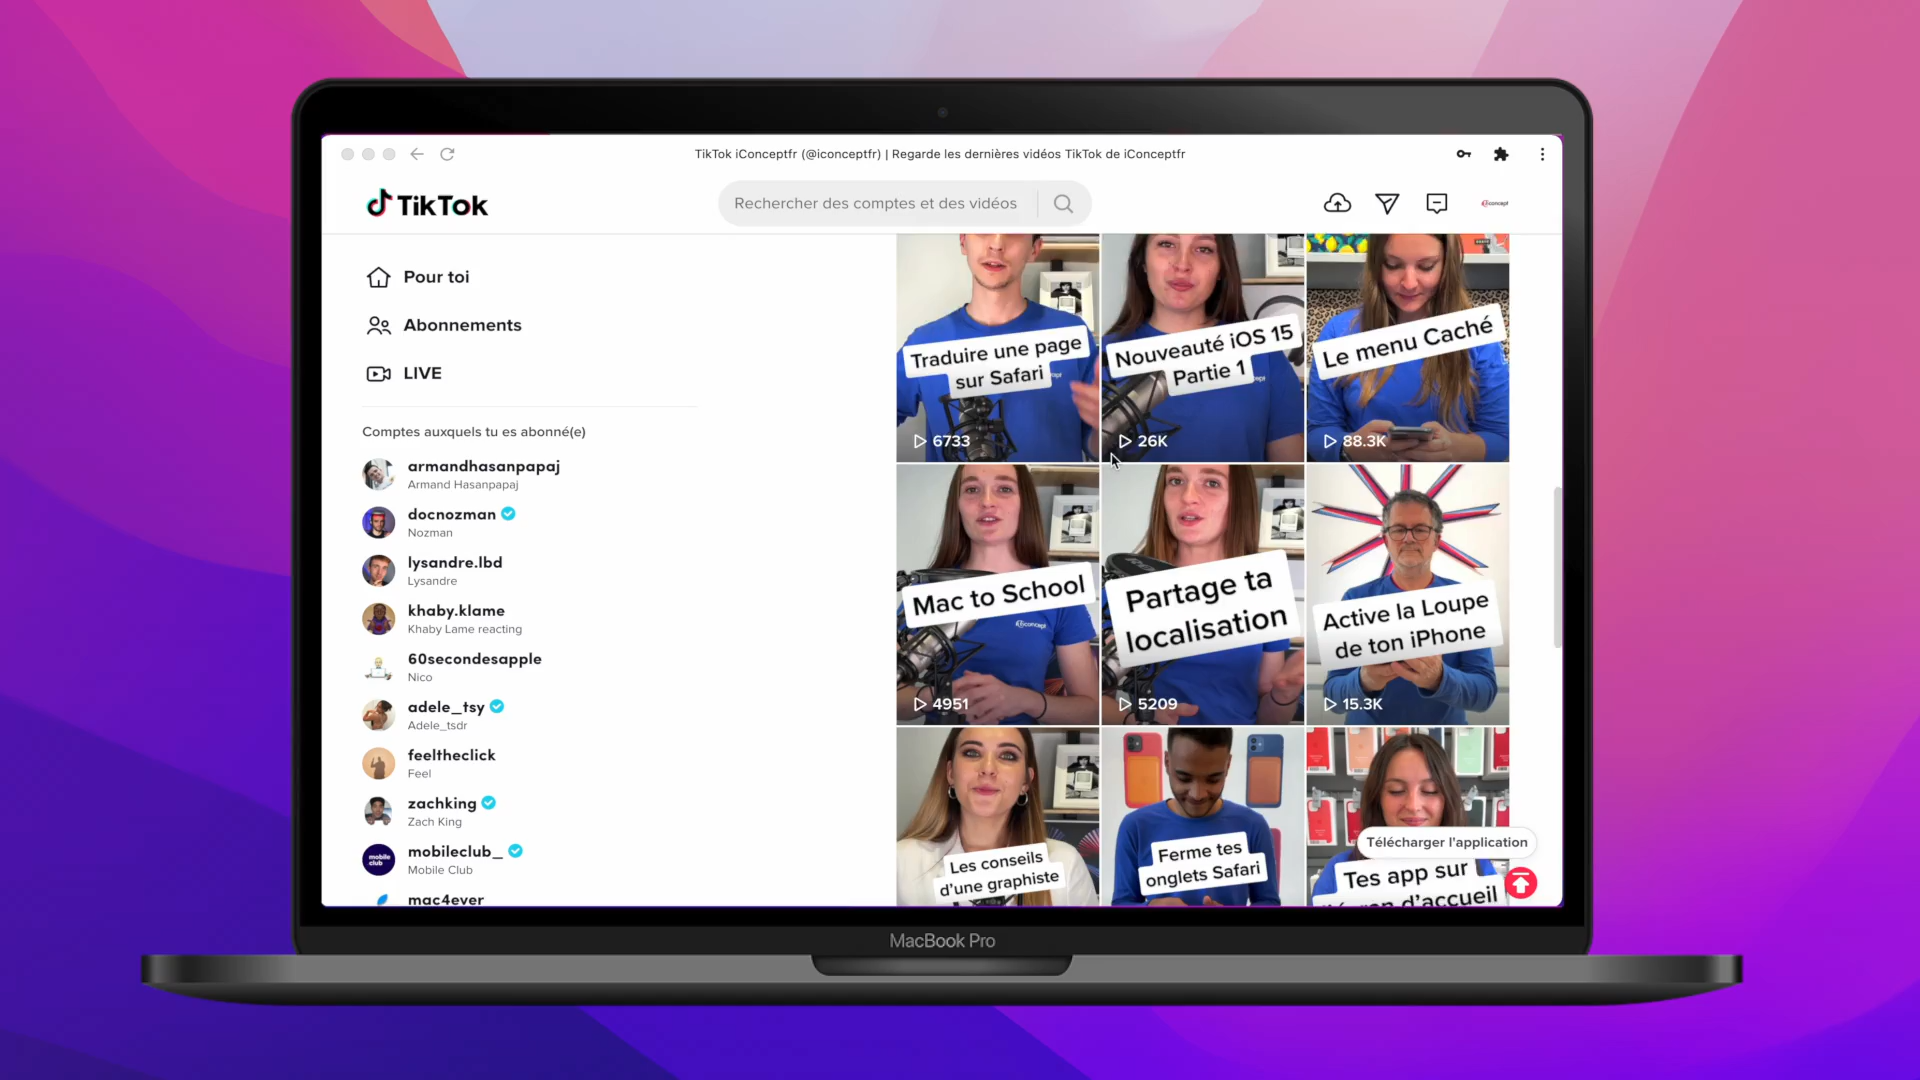 TikTok iConceptfr (@iconceptfr) | Regarde les dernières vidéos TikTok de iConceptfr
TikTok
Rechercher des comptes et des vidéos
iconcept
Pour toi
Abonnements
LIVE
Comptes auxquels tu es abonné(e)
armandhasanpapaj
Armand Hasanpapaj
docnozman
Nozman
lysandre.lbd
Lysandre
khaby.klame
Khaby Lame reacting
60secondesapple
Nico
adele_tsy
Adele_tsdr
feeltheclick
Feel
zachking
Zach King
mobile
club
mobileclub_
Mobile Club
mac4ever
Traduire une page
sur Safari
6733
Nouveauté iOS 15
Partie 1
26K
Le menu Caché
88.3K
Mac to School
iconcept
4951
Partage ta
localisation
5209
Active la Loupe
de ton iPhone
15.3K
Les conseils
d'une graphiste
Ferme tes
onglets Safari
Télécharger l'application
Tes app sur
d'accueil
MacBook Pro